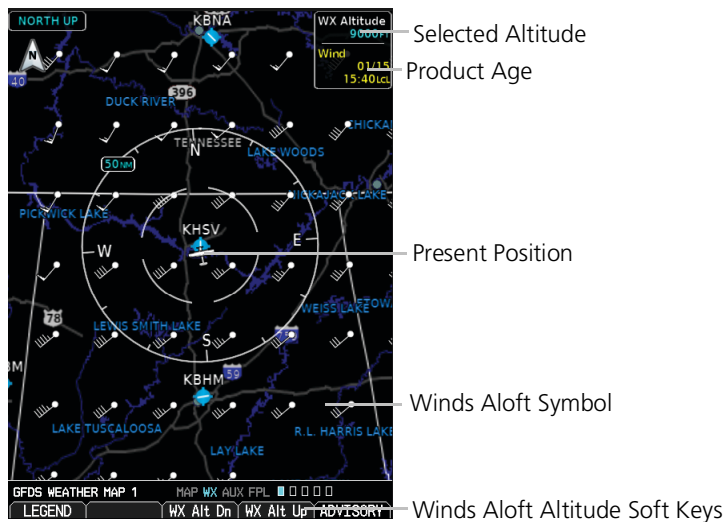 NORTH UP
KBNA
WX Altitude
9000FT
Wind
01/15
15:40LCL
Selected Altitude
Product Age
N
40
DUCK RIVER
396
CHICKA
TENNESSEE
N
LAKE WOODS
50NM
NICKAJACK LAKE
PICKWICK LAKE
KHSV
W
E
Present Position
WEISS LAKE
STOW
78
LEWIS SMITH LAKE
S
BM
KBHM
59
Winds Aloft Symbol
LAKE TUSCALOOSA
R.L. HARRIS LAKE
LAY LAKE
GFDS WEATHER MAP 1
MAP WX AUX FPL
LEGEND
WX Alt Dn
WX Alt Up
ADVISORY
Winds Aloft Altitude Soft Keys